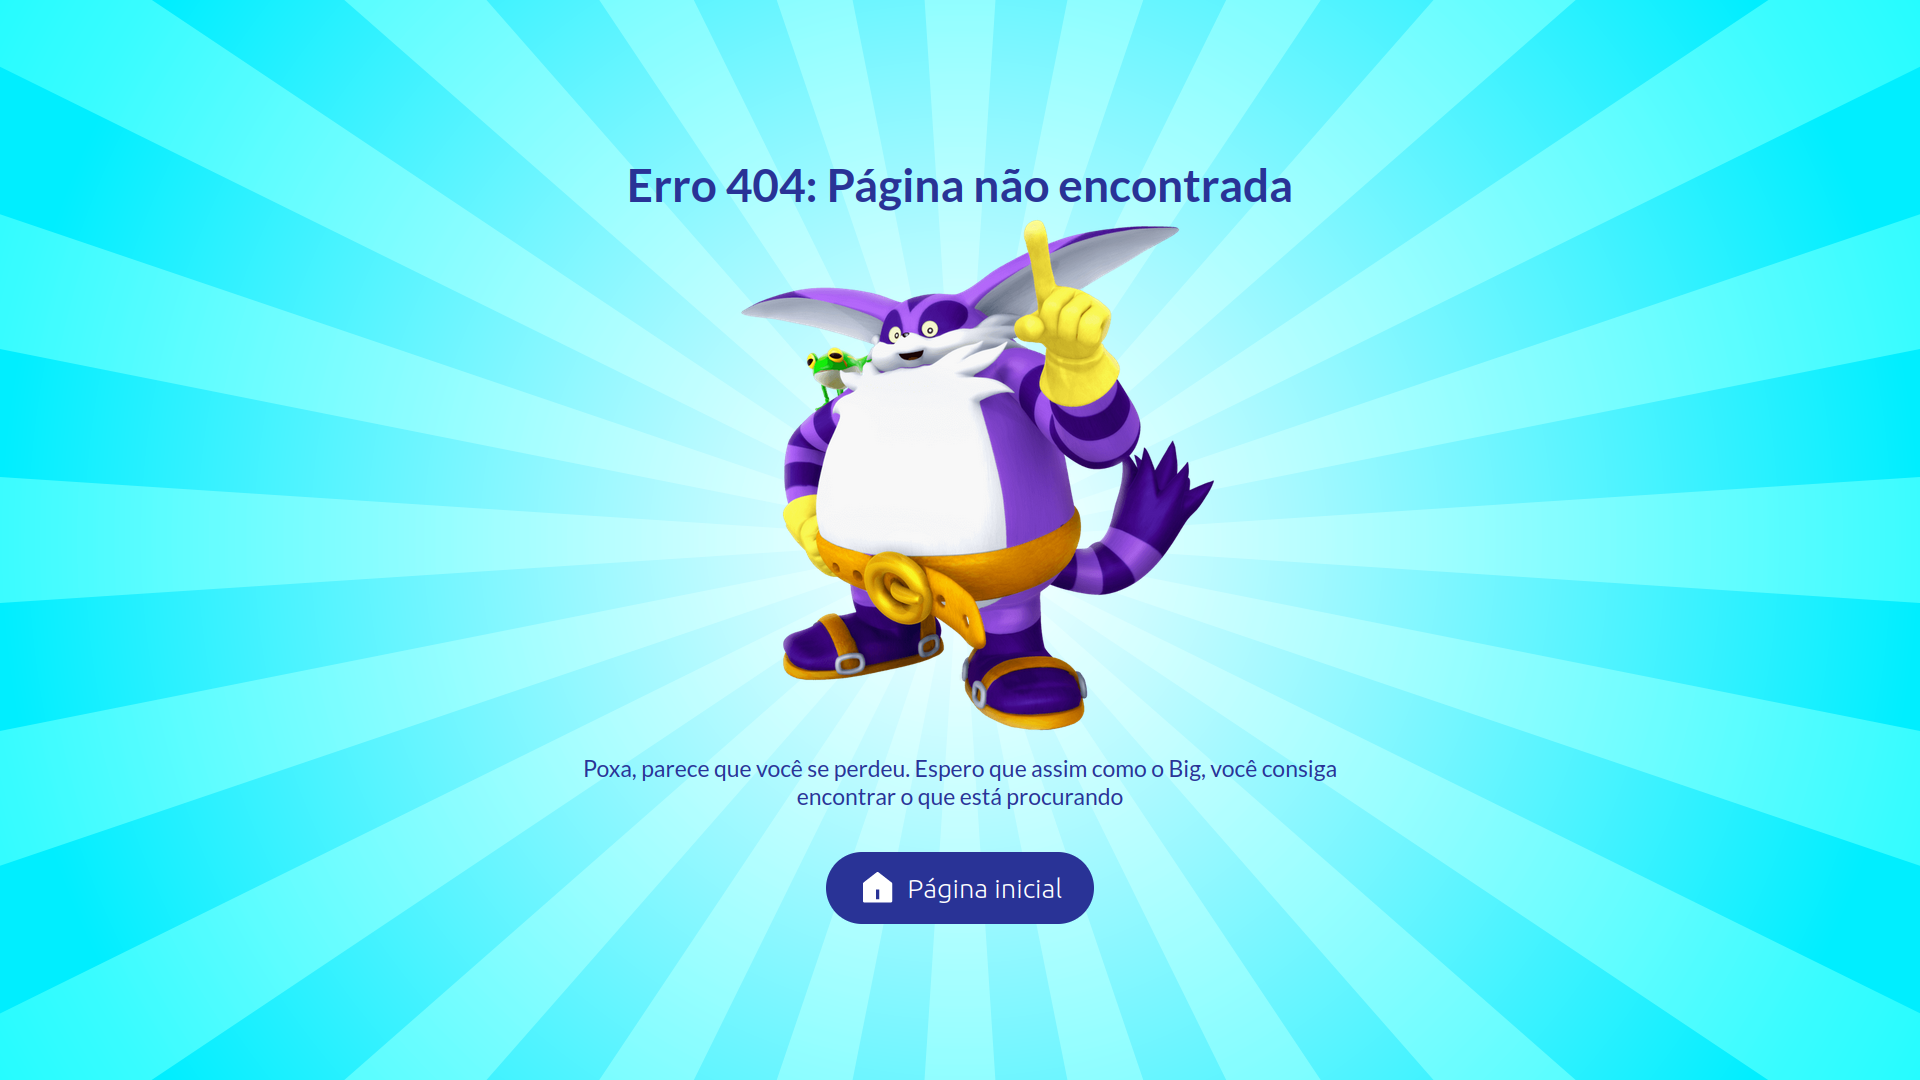 Erro 404: Página não encontrada
Poxa, parece que você se perdeu. Espero que assim como o Big, você consiga
encontrar o que está procurando
Página inicial